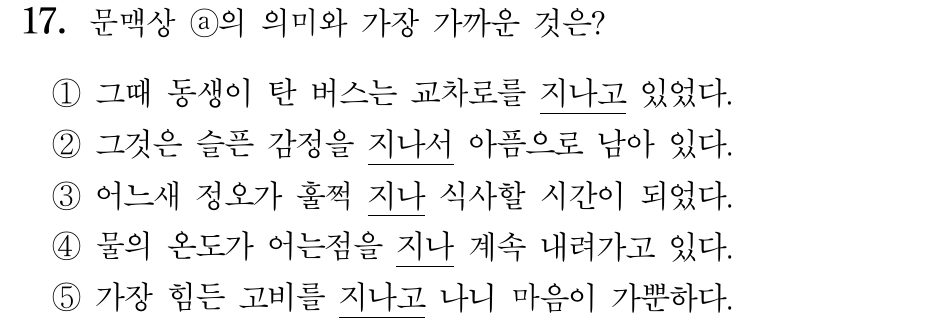 17. 문맥상 ⓐ의 의미와 가장 가까운 것은?
① 그때 동생이 탄 버스는 교차로를 지나고 있었다.
② 그것은 슬픈 감정을 지나서 아픔으로 남아 있다.
③ 어느새 정오가 훌쩍 지나 식사할 시간이 되었다.
④ 물의 온도가 어는점을 지나 계속 내려가고 있다.
⑤ 가장 힘든 고비를 지나고 나니 마음이 가뿐하다.